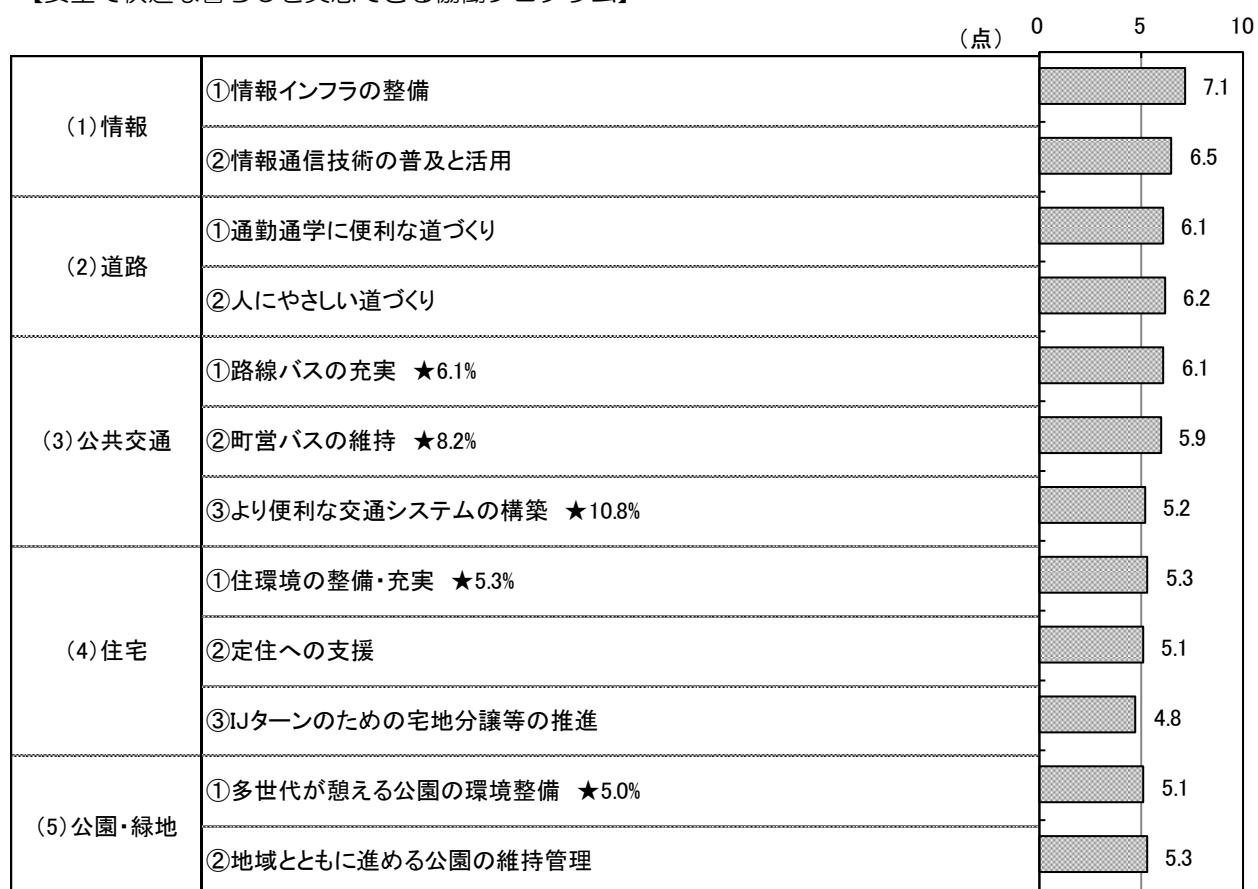 (点) 0 5 10
(1)情報
①情報インフラの整備 7.1
②情報通信技術の普及と活用 6.5
(2)道路
①通勤通学に便利な道づくり 6.1
②人にやさしい道づくり 6.2
(3)公共交通
①路線バスの充実 ★6.1% 6.1
②町営バスの維持 ★8.2% 5.9
③より便利な交通システムの構築 ★10.8% 5.2
(4)住宅
①住環境の整備・充実 ★5.3% 5.3
②定住への支援 5.1
③IJターンのための宅地分譲等の推進 4.8
(5)公園・緑地
①多世代が憩える公園の環境整備 ★5.0% 5.1
②地域とともに進める公園の維持管理 5.3